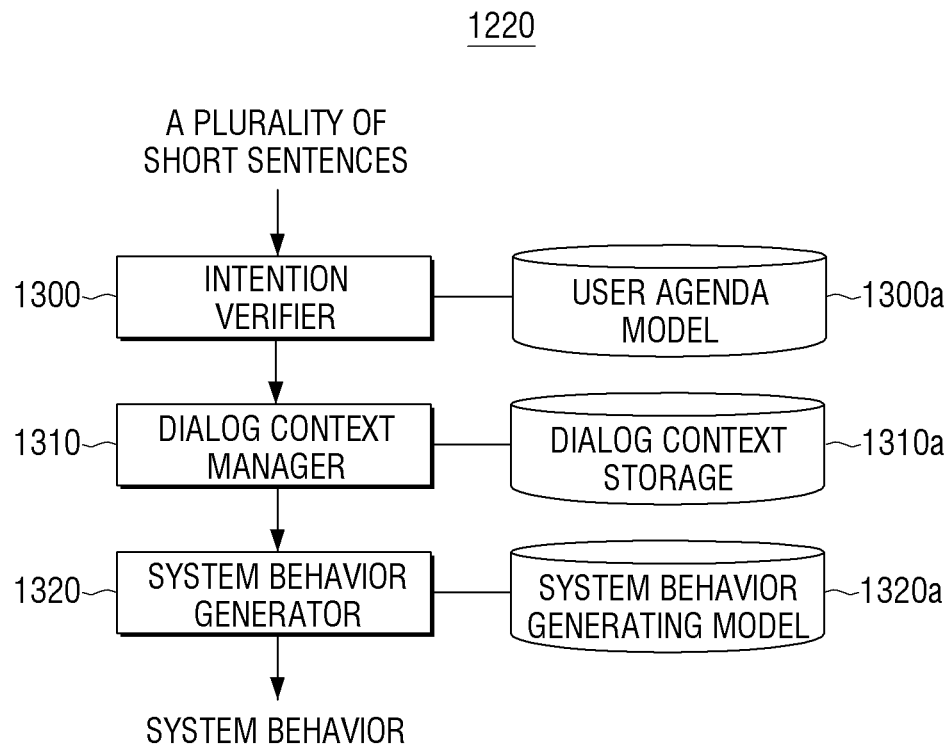 1220
A PLURALITY OF
SHORT SENTENCES
1300
INTENTION
VERIFIER
USER AGENDA
MODEL
1300a
1310
DIALOG CONTEXT
MANAGER
DIALOG CONTEXT
STORAGE
1310a
1320
SYSTEM BEHAVIOR
GENERATOR
SYSTEM BEHAVIOR
GENERATING MODEL
1320a
SYSTEM BEHAVIOR